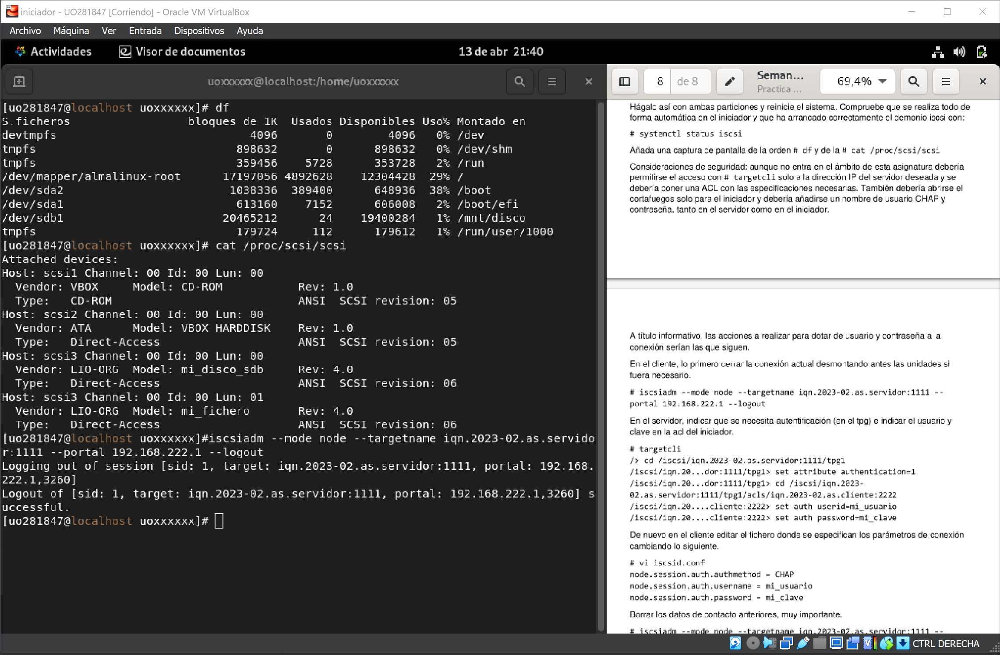 iniciador - UO281847 [Corriendo] - Oracle VM VirtualBox
Archivo Máquina Ver Entrada Dispositivos Ayuda
Actividades Visor de documentos 13 de abr 21:40
uoxxxxxx@localhost:/home/uoxxxxxx
[uo281847@localhost uoxxxxxx]# df
S.ficheros bloques de 1K Usados Disponibles Uso% Montado en
devtmpfs 4096 0 4096 0% /dev
tmpfs 898632 0 898632 0% /dev/shm
tmpfs 359456 5728 353728 2% /run
/dev/mapper/almalinux-root 17197056 4892628 12304428 29% /
/dev/sda2 1038336 389400 648936 38% /boot
/dev/sda1 613160 7152 606008 2% /boot/efi
/dev/sdb1 20465212 24 19400284 1% /mnt/disco
tmpfs 179724 112 179612 1% /run/user/1000
[uo281847@localhost uoxxxxxx]# cat /proc/scsi/scsi
Attached devices:
Host: scsi1 Channel: 00 Id: 00 Lun: 00
Vendor: VBOX Model: CD-ROM Rev: 1.0
Type: CD-ROM ANSI SCSI revision: 05
Host: scsi2 Channel: 00 Id: 00 Lun: 00
Vendor: ATA Model: VBOX HARDDISK Rev: 1.0
Type: Direct-Access ANSI SCSI revision: 05
Host: scsi3 Channel: 00 Id: 00 Lun: 00
Vendor: LIO-ORG Model: mi_disco_sdb Rev: 4.0
Type: Direct-Access ANSI SCSI revision: 06
Host: scsi3 Channel: 00 Id: 00 Lun: 01
Vendor: LIO-ORG Model: mi_fichero Rev: 4.0
Type: Direct-Access ANSI SCSI revision: 06
[uo281847@localhost uoxxxxxx]#iscsiadm --mode node --targetname iqn.2023-02.as.servido
r:1111 --portal 192.168.222.1 --logout
Logging out of session [sid: 1, target: iqn.2023-02.as.servidor:1111, portal: 192.168.
222.1,3260]
Logout of [sid: 1, target: iqn.2023-02.as.servidor:1111, portal: 192.168.222.1,3260] s
uccessful.
[uo281847@localhost uoxxxxxx]#
8 de 8 Seman... 69,4%
Practica ...
Hágalo así con ambas particiones y reinicie el sistema. Compruebe que se realiza todo de
forma automática en el iniciador y que ha arrancado correctamente el demonio iscsi con:
# systemctl status iscsi
Añada una captura de pantalla de la orden # df y de la # cat /proc/scsi/scsi
Consideraciones de seguridad: aunque no entra en el ámbito de esta asignatura debería
permitirse el acceso con # targetcli solo a la dirección IP del servidor deseada y se
debería poner una ACL con las especificaciones necesarias. También debería abrirse el
cortafuegos solo para el iniciador y debería añadirse un nombre de usuario CHAP y
contraseña, tanto en el servidor como en el iniciador.
A título informativo, las acciones a realizar para dotar de usuario y contraseña a la
conexión serían las que siguen.
En el cliente, lo primero cerrar la conexión actual desmontando antes las unidades si
fuera necesario.
# iscsiadm --mode node --targetname iqn.2023-02.as.servidor:1111 --
portal 192.168.222.1 --logout
En el servidor, indicar que se necesita autentificación (en el tpg) e indicar el usuario y
clave en la acl del iniciador.
# targetcli
/> cd /iscsi/iqn.2023-02.as.servidor:1111/tpg1
/iscsi/iqn.20...dor:1111/tpg1> set attribute authentication=1
/iscsi/iqn.20...dor:1111/tpg1> cd /iscsi/iqn.2023-
02.as.servidor:1111/tpg1/acls/iqn.2023-02.as.cliente:2222
/iscsi/iqn.20....cliente:2222> set auth userid=mi_usuario
/iscsi/iqn.20....cliente:2222> set auth password=mi_clave
De nuevo en el cliente editar el fichero donde se especifican los parámetros de conexión
cambiando lo siguiente.
# vi iscsid.conf
node.session.auth.authmethod = CHAP
node.session.auth.username = mi_usuario
node.session.auth.password = mi_clave
Borrar los datos de contacto anteriores, muy importante.
# iscsiadm --mode node --targetname iqn.2023-02.as.servidor:1111 --
CTRL DERECHA